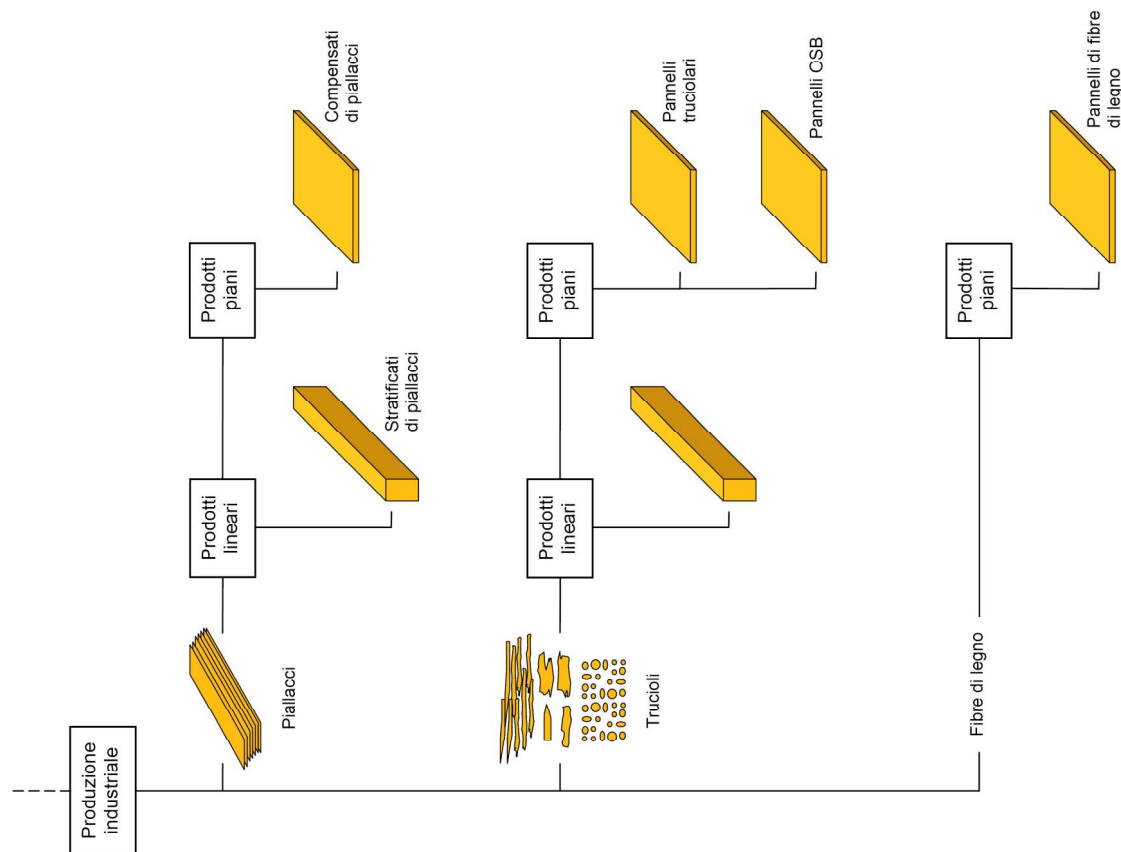 Produzione
industriale
Piallacci
Prodotti
lineari
Stratificati
di piallacci
Prodotti
piani
Compensati
di piallacci
Trucioli
Prodotti
lineari
Prodotti
piani
Pannelli
truciolari
Pannelli OSB
Fibre di legno
Prodotti
piani
Pannelli di fibre
di legno